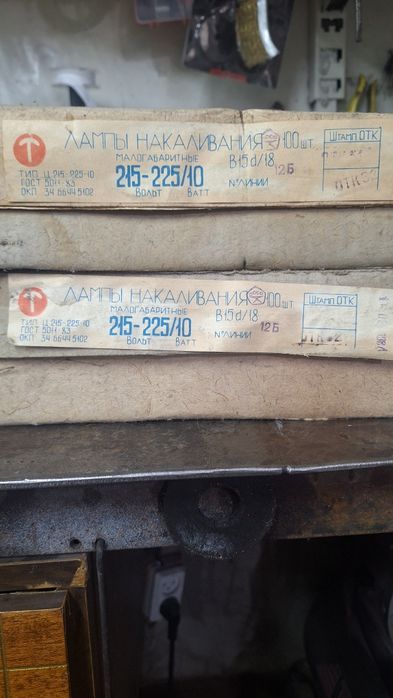 ЛАМПЫ НАКАЛИВАНИЯ 100 шт.
МАЛОГАБАРИТНЫЕ B15d/18
ШТАМП ОТК
ТИП Ц 215-225-10
ГОСТ 5011-83
ОКП 34 6644 5102
215-225/10
ВОЛЬТ ВАТТ
№ ЛИНИИ 12Б
ЛАМПЫ НАКАЛИВАНИЯ 100 шт.
МАЛОГАБАРИТНЫЕ B15d/18
ШТАМП ОТК
ТИП Ц 215-225-10
ГОСТ 5011-83
ОКП 34 6644 5102
215-225/10
ВОЛЬТ ВАТТ
№ ЛИНИИ 12Б